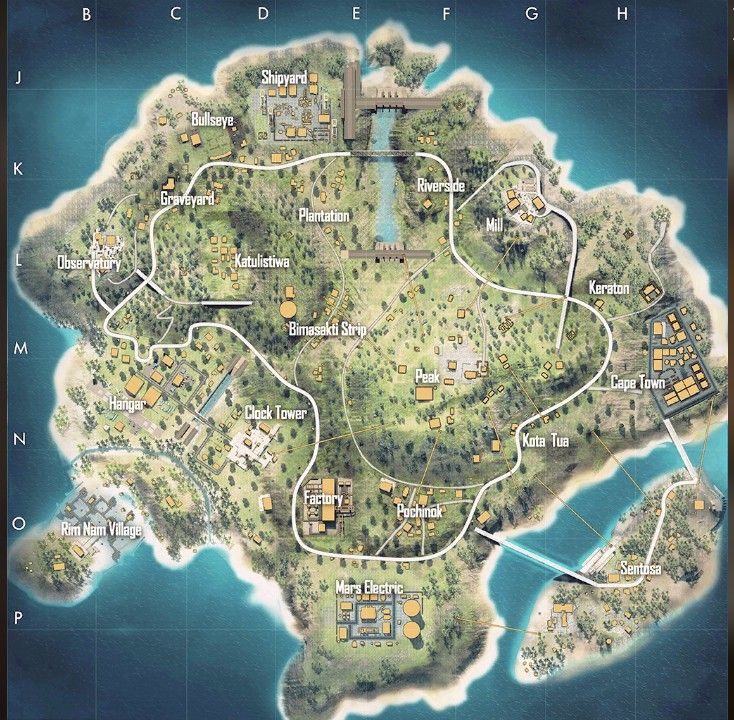 B C D E F G H
J
Shipyard
Bullseye
K
Riverside
Graveyard
Plantation
Mill
Katulistiwa
Observatory
L
Keraton
Bimasakti Strip
M
Peak
Cape Town
Hangar
Clock Tower
N
Kota Tua
Factory
Pochinok
O
Rim Nam Village
Sentosa
Mars Electric
P